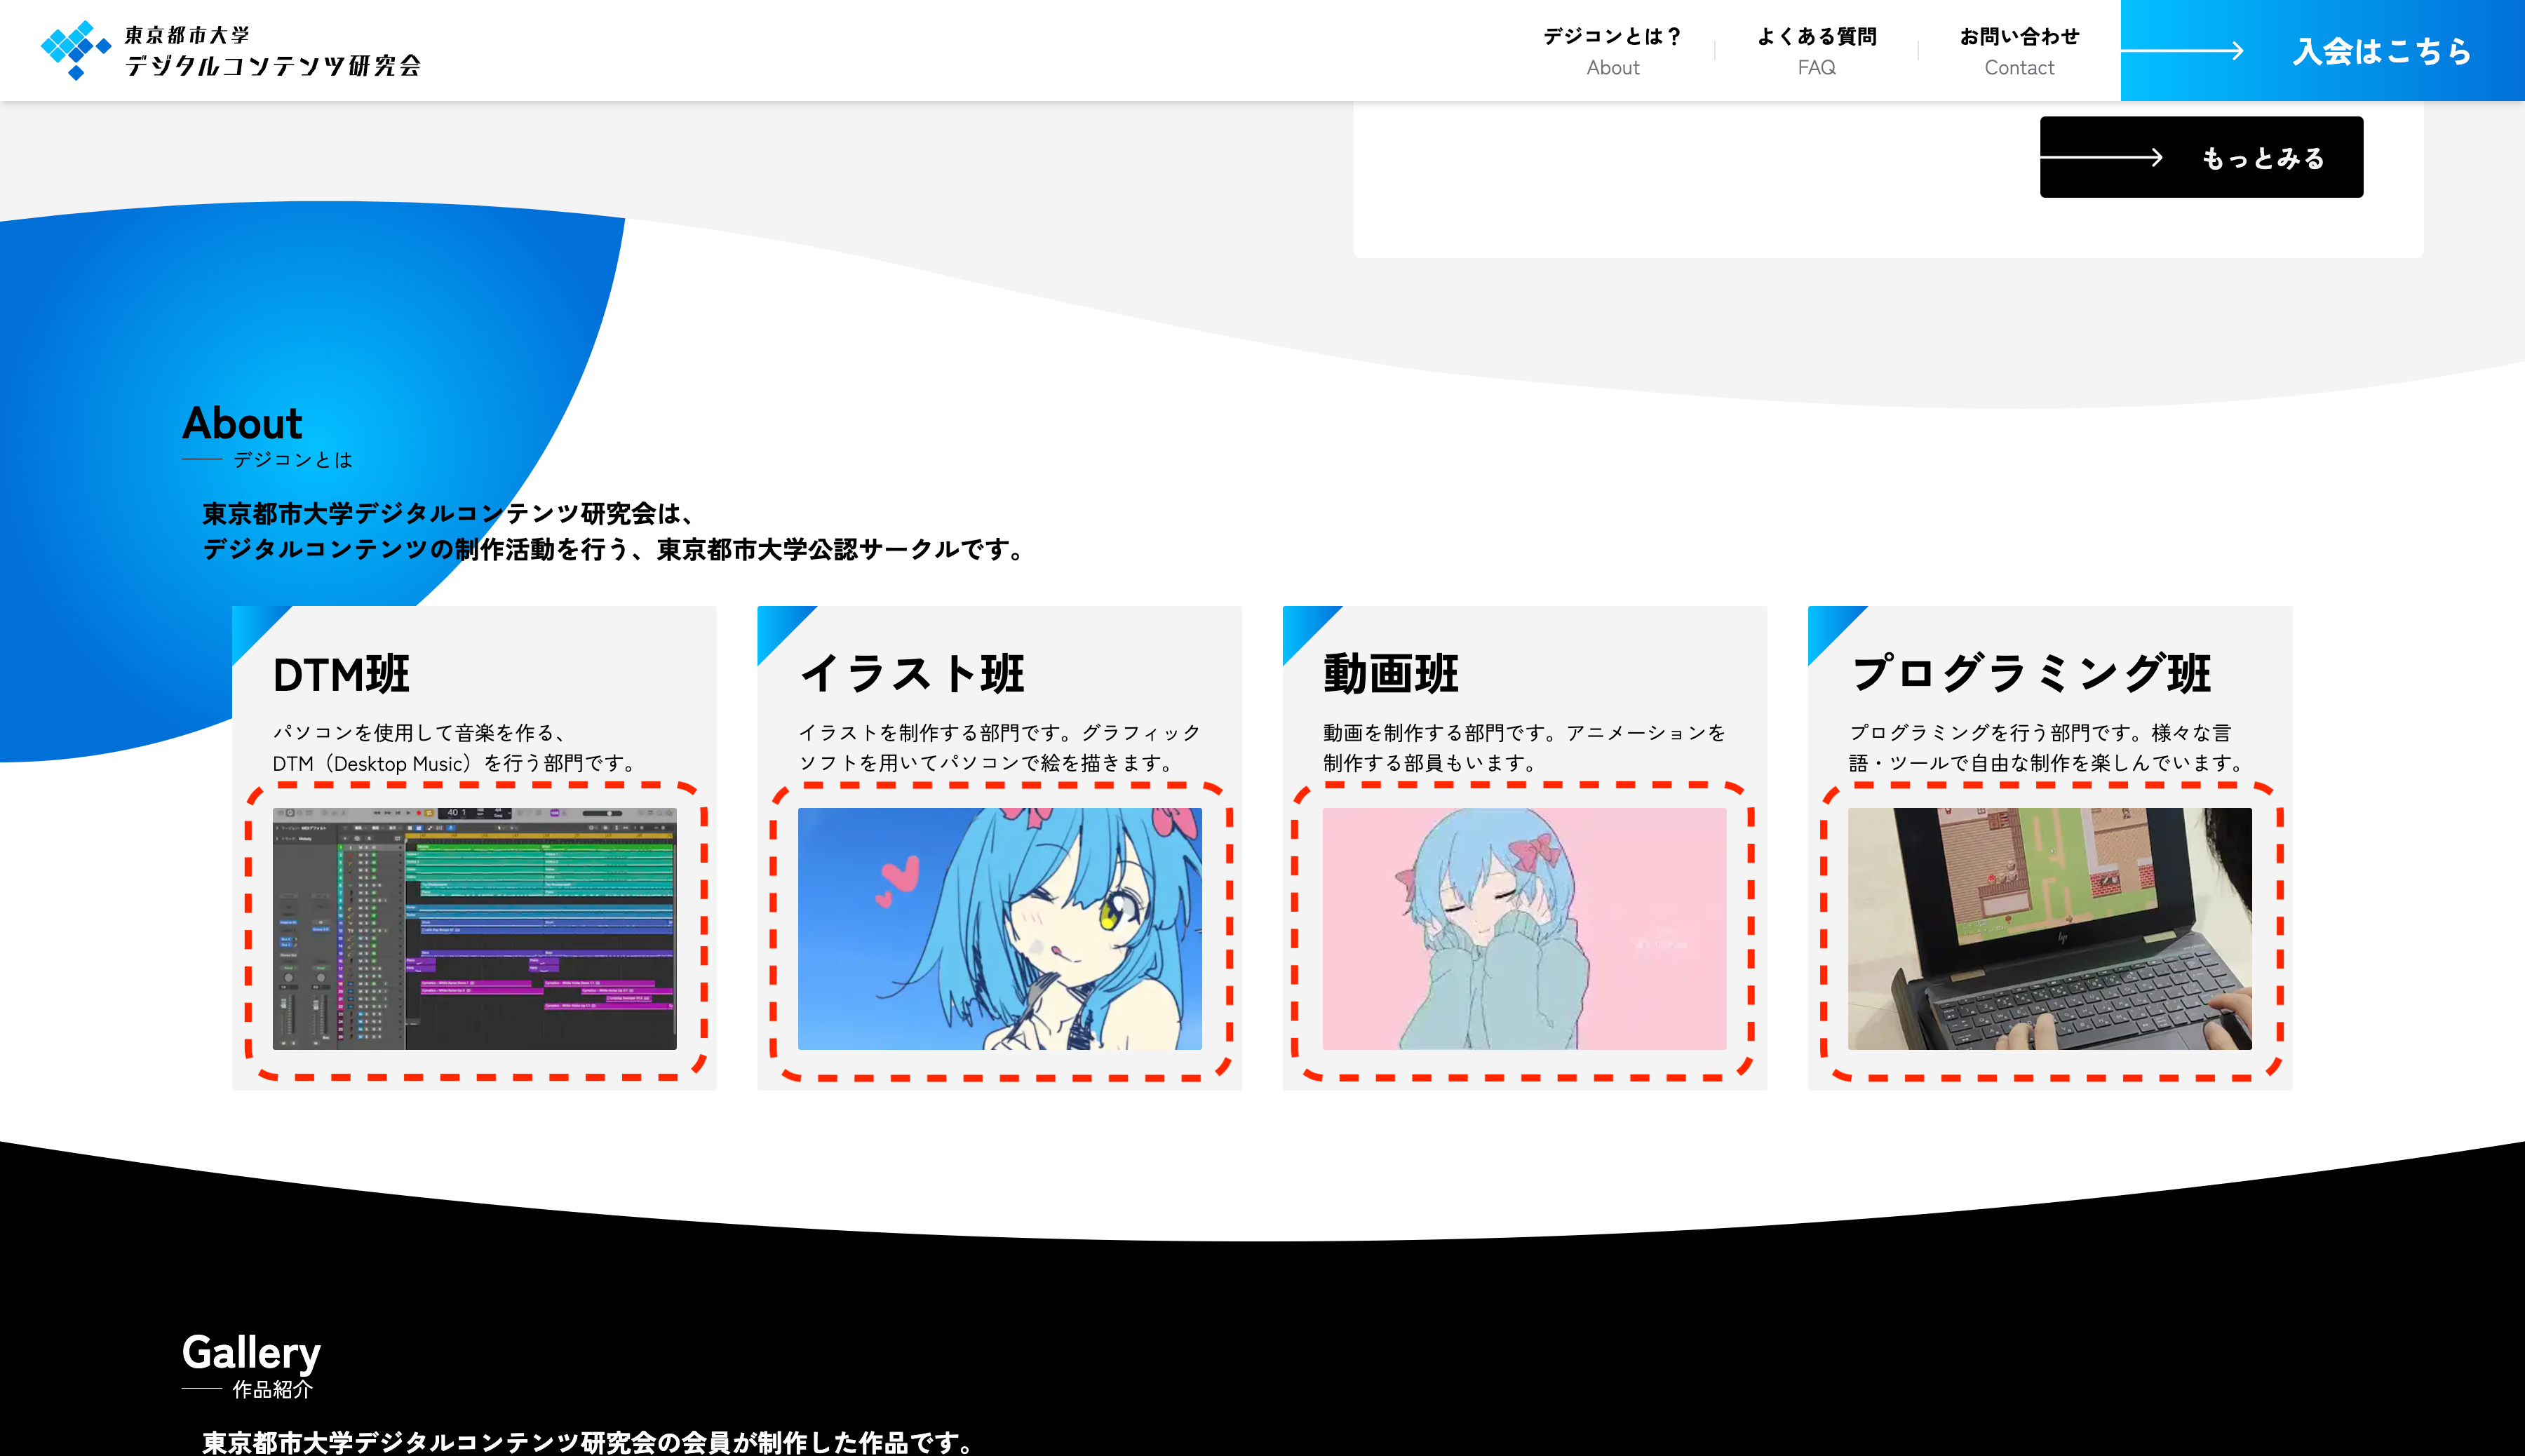 東京都市大学
デジタルコンテンツ研究会
デジコンとは？
About
よくある質問
FAQ
お問い合わせ
Contact
入会はこちら
もっとみる
About
デジコンとは
東京都市大学デジタルコンテンツ研究会は、
デジタルコンテンツの制作活動を行う、東京都市大学公認サークルです。
DTM班
パソコンを使用して音楽を作る、
DTM（Desktop Music）を行う部門です。
40 1
イラスト班
イラストを制作する部門です。グラフィック
ソフトを用いてパソコンで絵を描きます。
動画班
動画を制作する部門です。アニメーションを
制作する部員もいます。
プログラミング班
プログラミングを行う部門です。様々な言
語・ツールで自由な制作を楽しんでいます。
hp
Gallery
作品紹介
東京都市大学デジタルコンテンツ研究会の会員が制作した作品です。